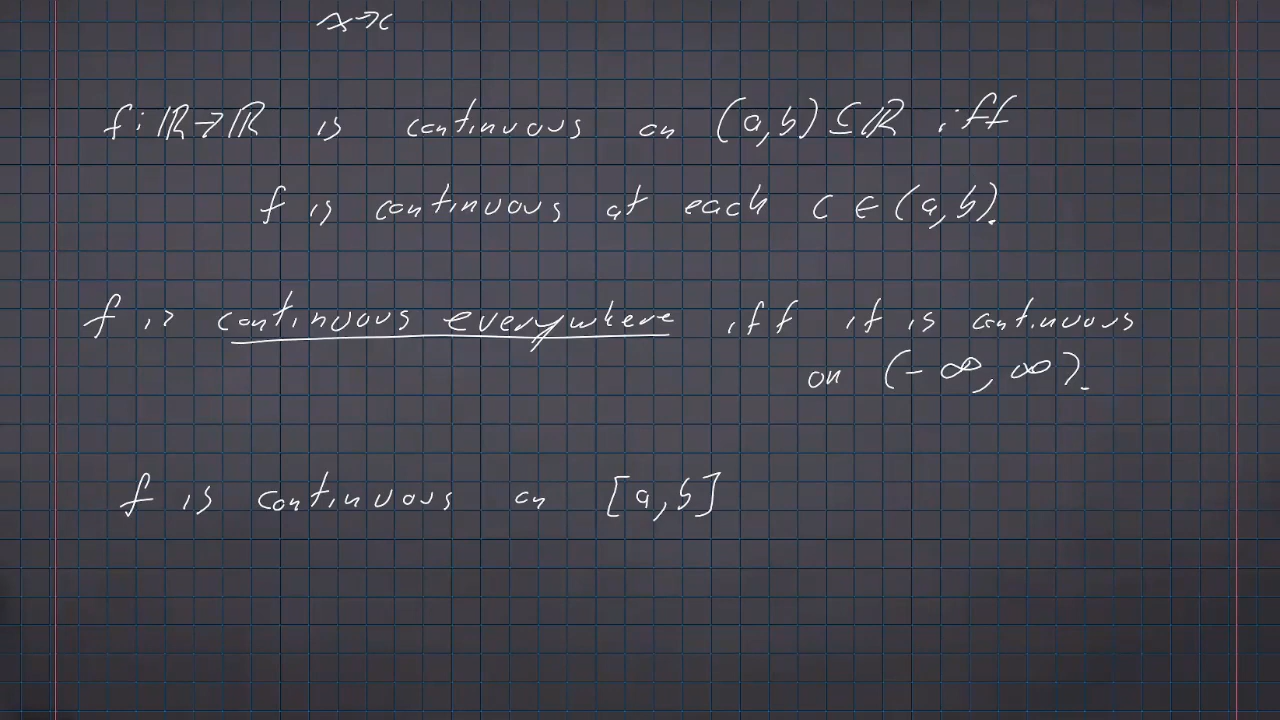 x→c
f:ℝ→ℝ is continuous on (a,b)⊆ℝ iff
f is continuous at each c∈(a,b).
f is continuous everywhere iff it is continuous
on (-∞,∞).
f is continuous on [a,b]